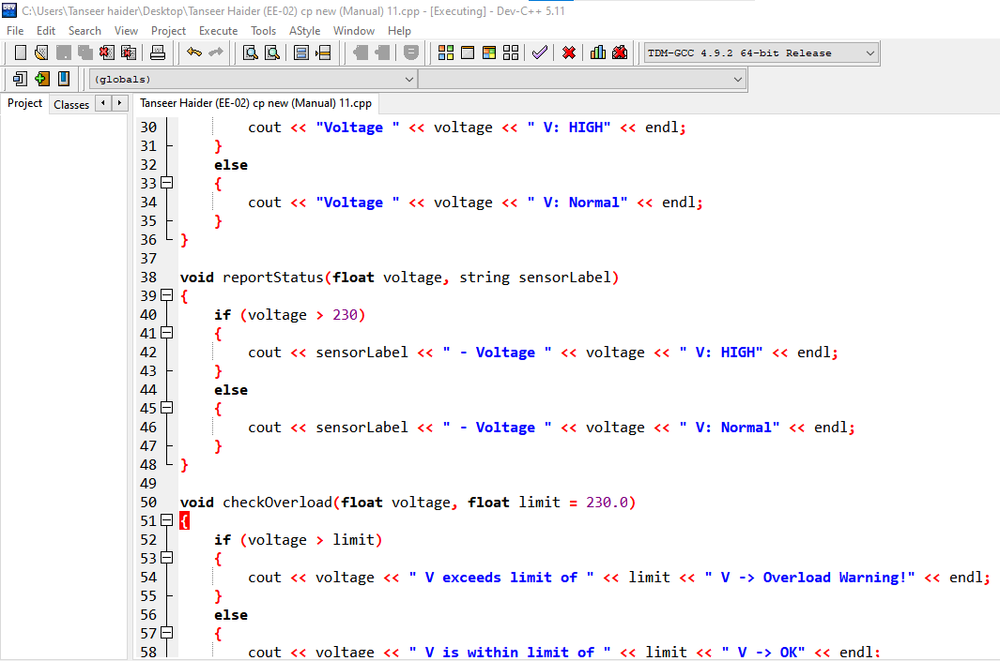 C:\Users\Tanseer haider\Desktop\Tanseer Haider (EE-02) cp new (Manual) 11.cpp - [Executing] - Dev-C++ 5.11
File Edit Search View Project Execute Tools AStyle Window Help
TDM-GCC 4.9.2 64-bit Release
(globals)
Project Classes Tanseer Haider (EE-02) cp new (Manual) 11.cpp
30 cout << "Voltage " << voltage << " V: HIGH" << endl;
31 }
32 else
33 {
34 cout << "Voltage " << voltage << " V: Normal" << endl;
35 }
36 }
37
38 void reportStatus(float voltage, string sensorLabel)
39 {
40 if (voltage > 230)
41 {
42 cout << sensorLabel << " - Voltage " << voltage << " V: HIGH" << endl;
43 }
44 else
45 {
46 cout << sensorLabel << " - Voltage " << voltage << " V: Normal" << endl;
47 }
48 }
49
50 void checkOverload(float voltage, float limit = 230.0)
51 {
52 if (voltage > limit)
53 {
54 cout << voltage << " V exceeds limit of " << limit << " V -> Overload Warning!" << endl;
55 }
56 else
57 {
58 cout << voltage << " V is within limit of " << limit << " V -> OK" << endl;